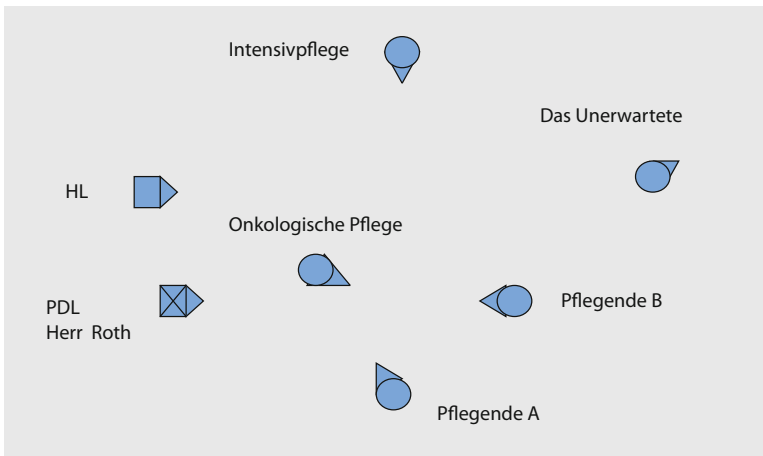 Intensivpflege
Das Unerwartete
HL
Onkologische Pflege
PDL
Herr Roth
Pflegende B
Pflegende A